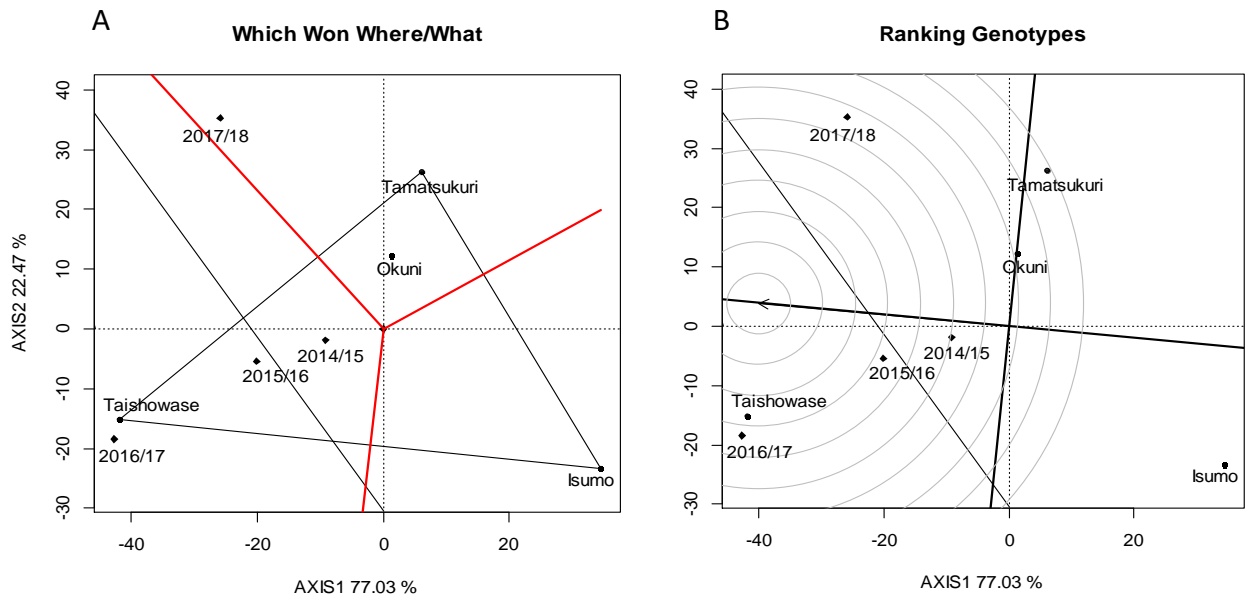 A
Which Won Where/What
AXIS2 22.47 %
40
30
20
10
0
-10
-20
-30
2017/18
Tamatsukuri
Okuni
2014/15
2015/16
Taishowase
2016/17
Isumo
-40
-20
0
20
AXIS1 77.03 %
B
Ranking Genotypes
40
30
20
10
0
-10
-20
-30
2017/18
Tamatsukuri
Okuni
2014/15
2015/16
Taishowase
2016/17
Isumo
-40
-20
0
20
AXIS1 77.03 %